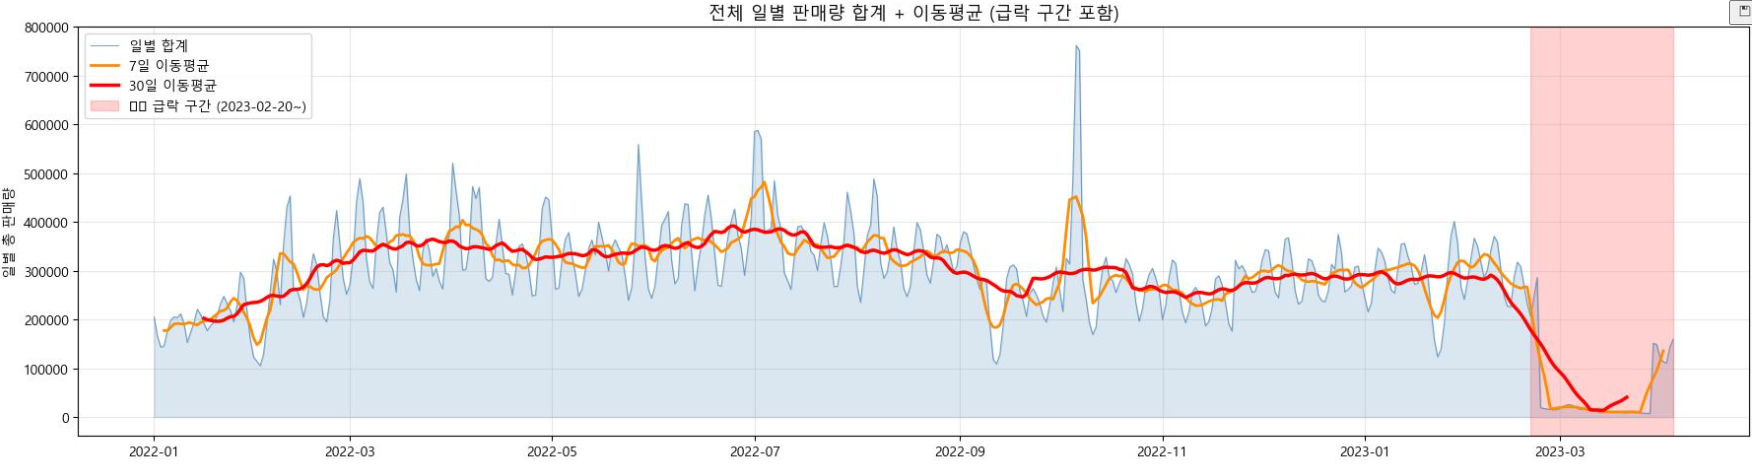 전체 일별 판매량 합계 + 이동평균 (급락 구간 포함)
800000
700000
600000
500000
400000
300000
200000
100000
0
일별 총 판매량
일별 합계
7일 이동평균
30일 이동평균
□□ 급락 구간 (2023-02-20~)
2022-01
2022-03
2022-05
2022-07
2022-09
2022-11
2023-01
2023-03